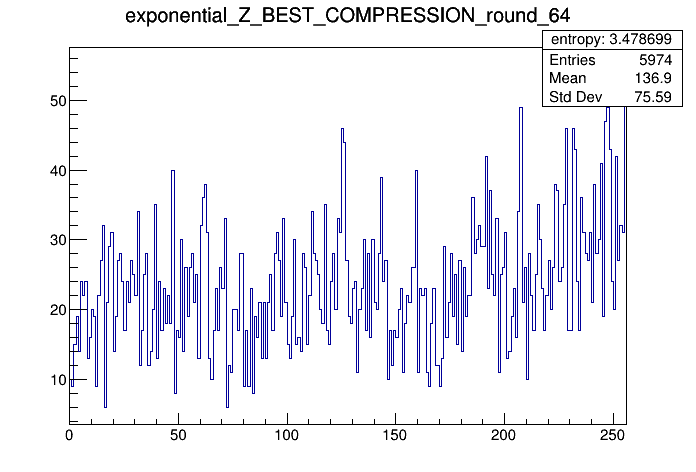 exponential_Z_BEST_COMPRESSION_round_64
entropy: 3.478699
Entries 5974
Mean 136.9
Std Dev 75.59
50
40
30
20
10
0 50 100 150 200 250